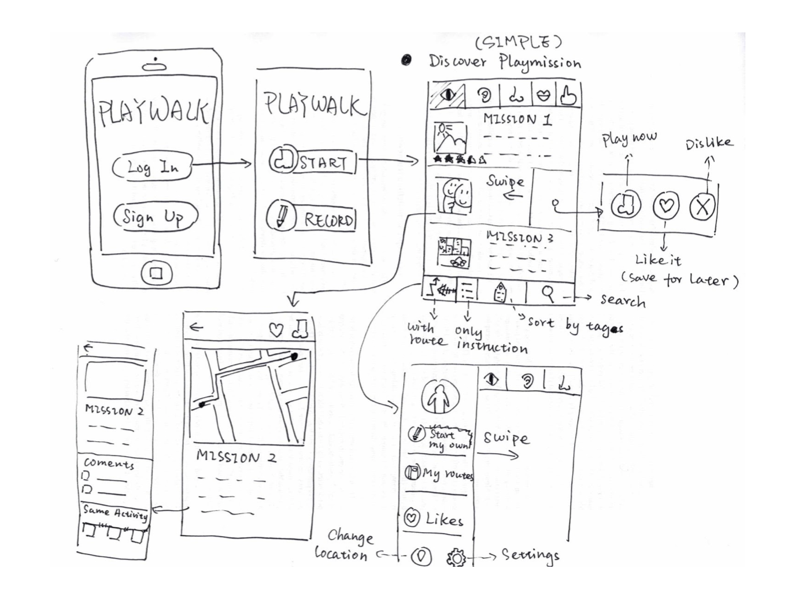 (SIMPLE)
Discover Playmission
PLAYWALK
Log In
Sign Up
PLAYWALK
START
RECORD
MISSION 1
Swipe
MISSION 3
Play now
Dislike
Like it
(save for later)
search
sort by tages
with
route
only
instruction
MISSION 2
MISSION 2
Coments
Same Activity
Start
my own
My routes
Likes
Swipe
Change
location
Settings